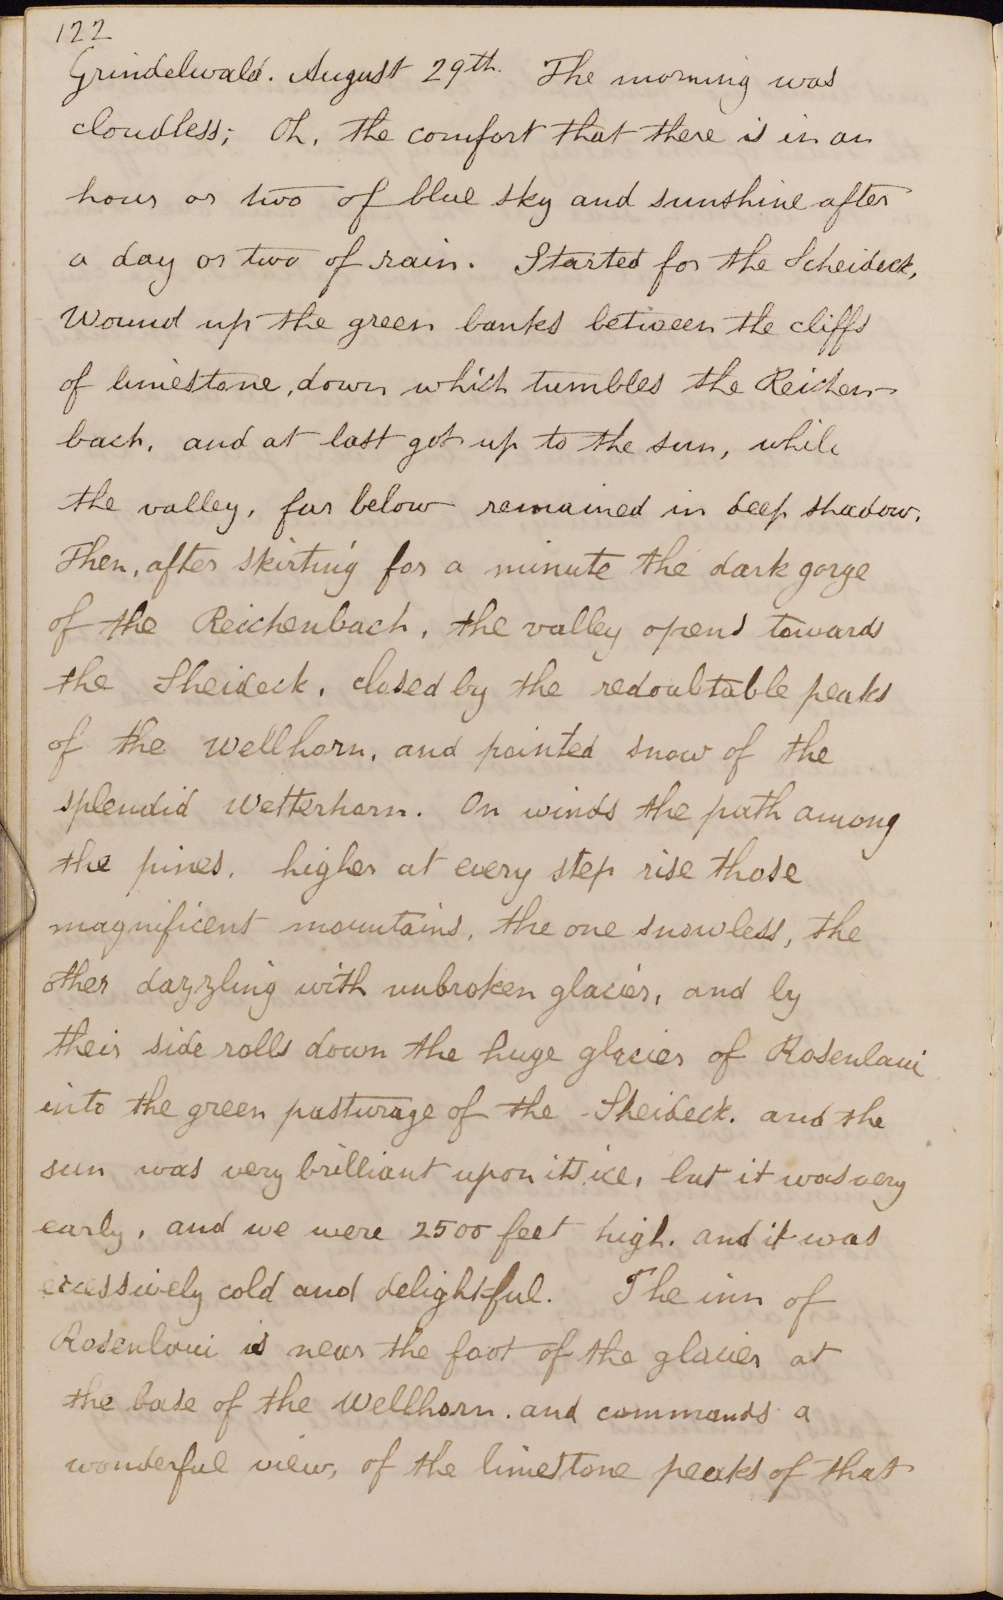 122
Grindelwald. August 29th. The morning was
cloudless; Oh, the comfort that there is in an
hour or two of blue sky and sunshine after
a day or two of rain. Started for the Scheideck,
Wound up the green banks between the cliffs
of limestone, down which tumbles the Reichen-
bach, and at last got up to the sun, while
the valley, far below remained in deep shadow.
Then, after skirting for a minute the dark gorge
of the Reichenbach, the valley opens towards
the Sheideck, closed by the redoubtable peaks
of the Wellhorn, and pointed snow of the
splendid Wetterhorn. On winds the path among
the pines, higher at every step rise those
magnificent mountains, the one snowless, the
other dazzling with unbroken glacier, and by
their side rolls down the huge glacier of Rosenlaui
into the green pasturage of the Sheideck. and the
sun was very brilliant upon its ice, but it was very
early, and we were 2500 feet high. and it was
excessively cold and delightful. The inn of
Rosenlaui is near the foot of the glacier at
the base of the Wellhorn. and commands a
wonderful view, of the limestone peaks of that